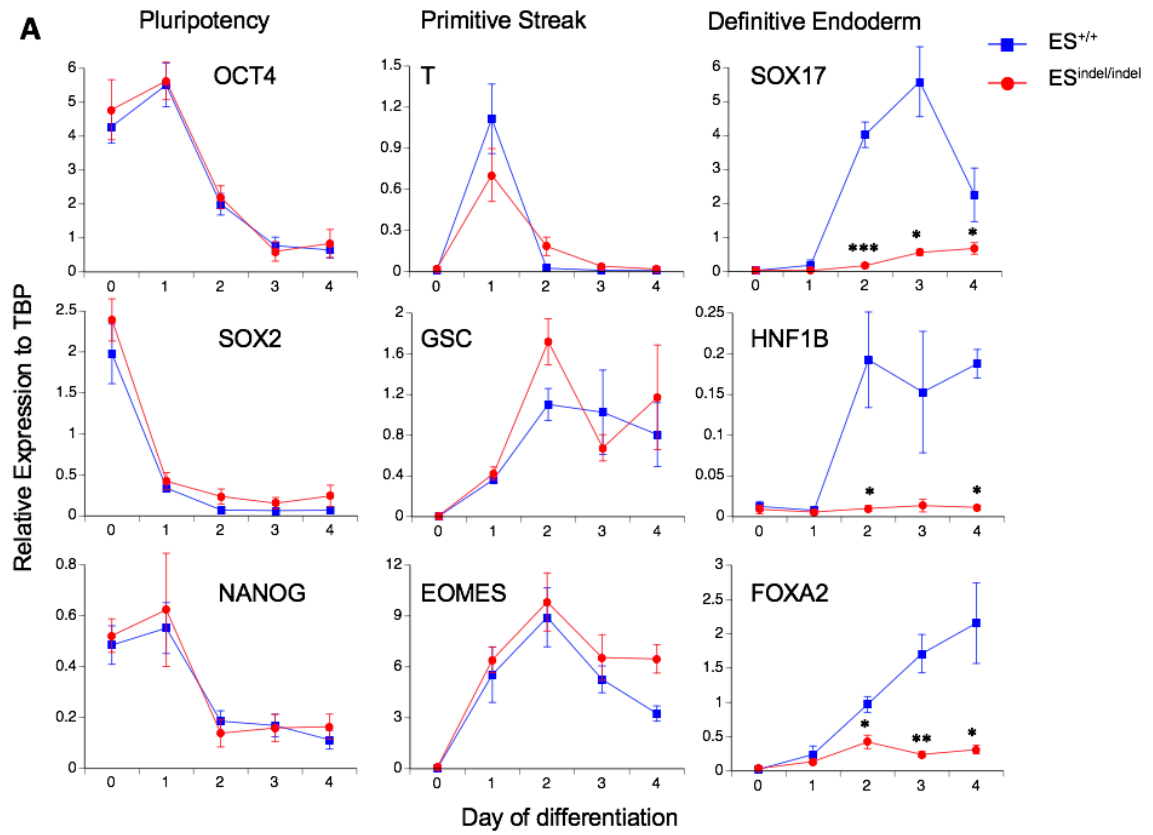 A
Pluripotency
Primitive Streak
Definitive Endoderm
ES+/+
ESindel/indel
Relative Expression to TBP
OCT4
6
5
4
3
2
1
0
0 1 2 3 4
T
1.5
1.2
0.9
0.6
0.3
0
0 1 2 3 4
SOX17
6
5
4
3
2
1
0
*** * *
0 1 2 3 4
SOX2
2.5
2
1.5
1
0.5
0
0 1 2 3 4
GSC
2
1.6
1.2
0.8
0.4
0
0 1 2 3 4
HNF1B
0.25
0.2
0.15
0.1
0.05
0
* *
0 1 2 3 4
NANOG
0.8
0.6
0.4
0.2
0
0 1 2 3 4
EOMES
12
9
6
3
0
0 1 2 3 4
FOXA2
3
2.5
2
1.5
1
0.5
0
* ** *
0 1 2 3 4
Day of differentiation